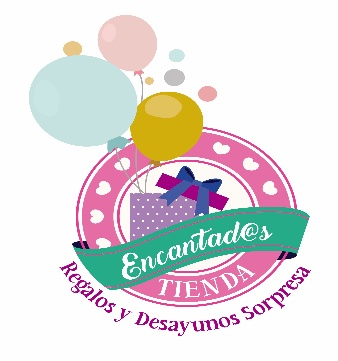 Encantad@s
TIENDA
Regalos y Desayunos Sorpresa